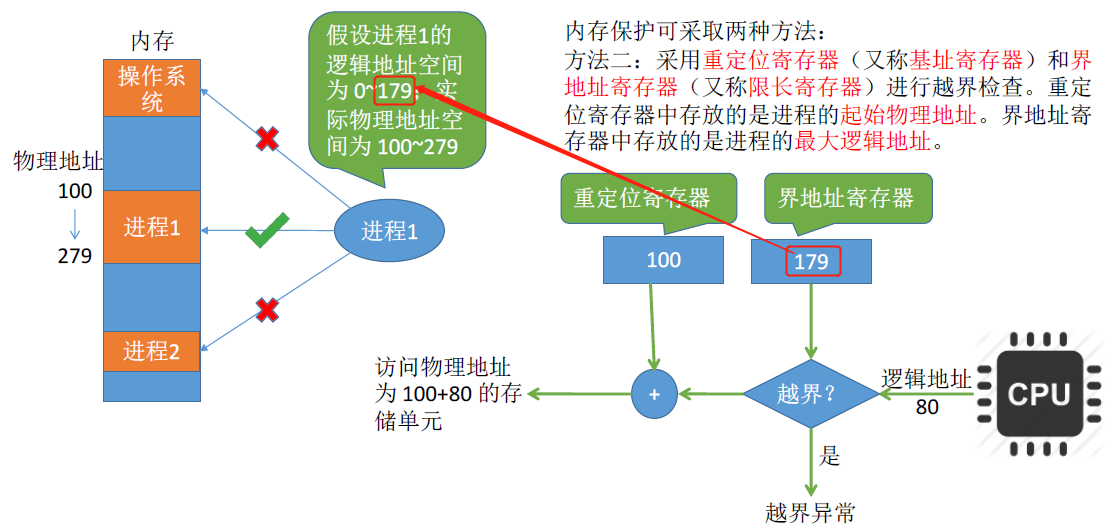 内存
操作系
统
物理地址
100
279
进程1
进程2
进程1
假设进程1的
逻辑地址空间
为 0~179；实
际物理地址空
间为 100~279
内存保护可采取两种方法：
方法二：采用重定位寄存器（又称基址寄存器）和界
地址寄存器（又称限长寄存器）进行越界检查。重定
位寄存器中存放的是进程的起始物理地址。界地址寄
存器中存放的是进程的最大逻辑地址。
重定位寄存器
界地址寄存器
100
179
访问物理地址
为 100+80 的存
储单元
+
越界？
逻辑地址
80
CPU
是
越界异常